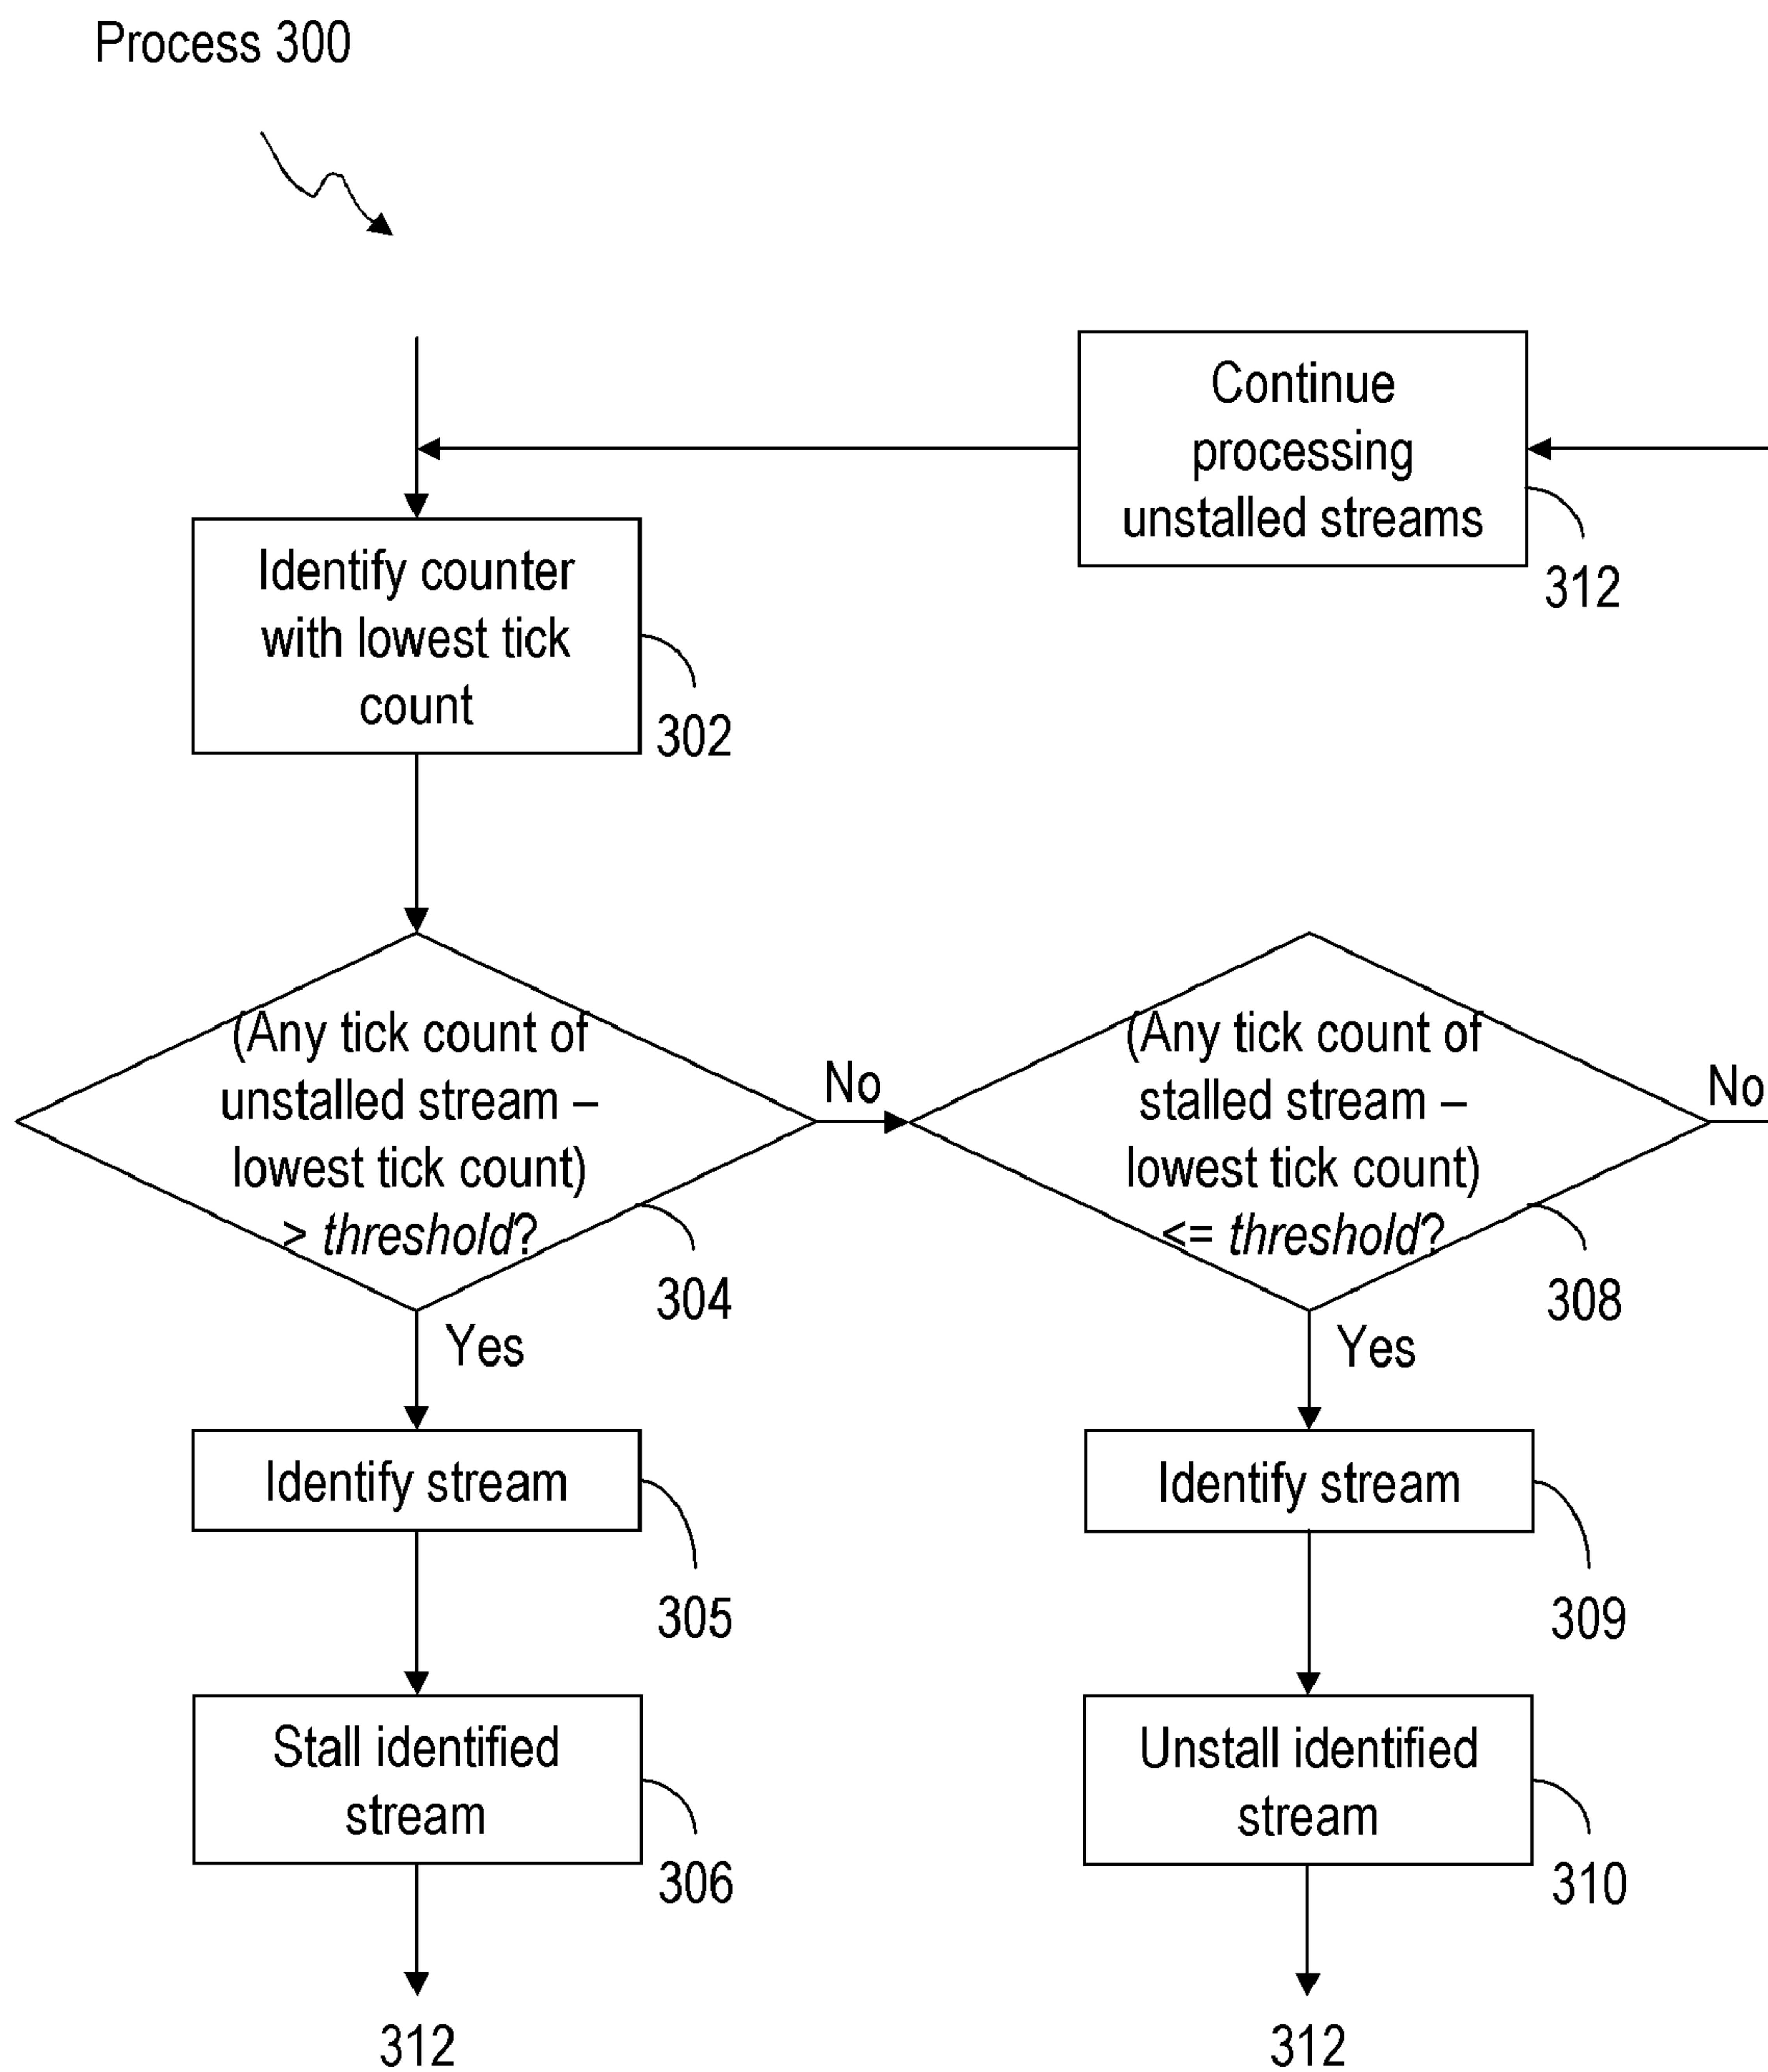 Process 300
Continue
processing
unstalled streams
312
Identify counter
with lowest tick
count
302
(Any tick count of
unstalled stream –
lowest tick count)
> threshold?
304
No
Yes
(Any tick count of
stalled stream –
lowest tick count)
<= threshold?
308
No
Yes
Identify stream
305
Identify stream
309
Stall identified
stream
306
Unstall identified
stream
310
312
312